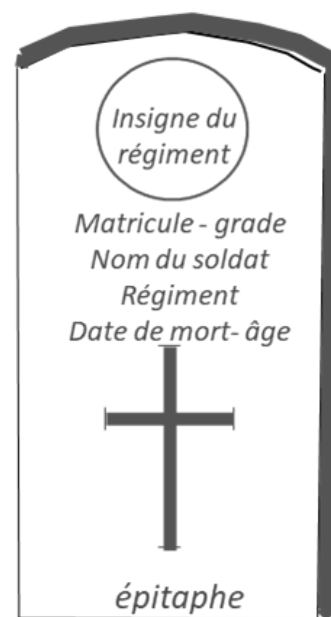 Insigne du
régiment
Matricule - grade
Nom du soldat
Régiment
Date de mort- âge
épitaphe